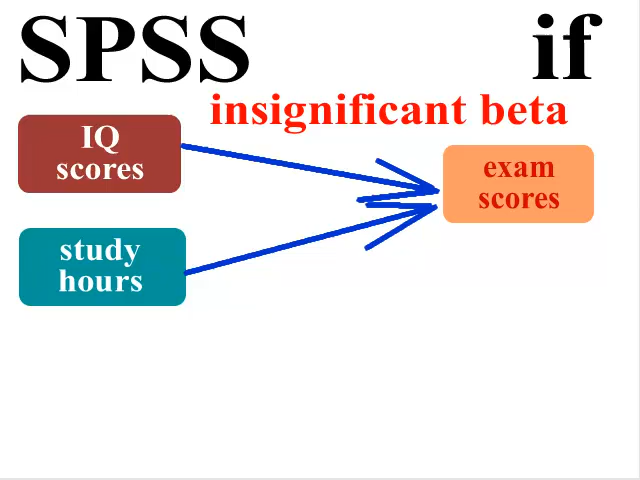 SPSS if
insignificant beta
IQ
scores
exam
scores
study
hours